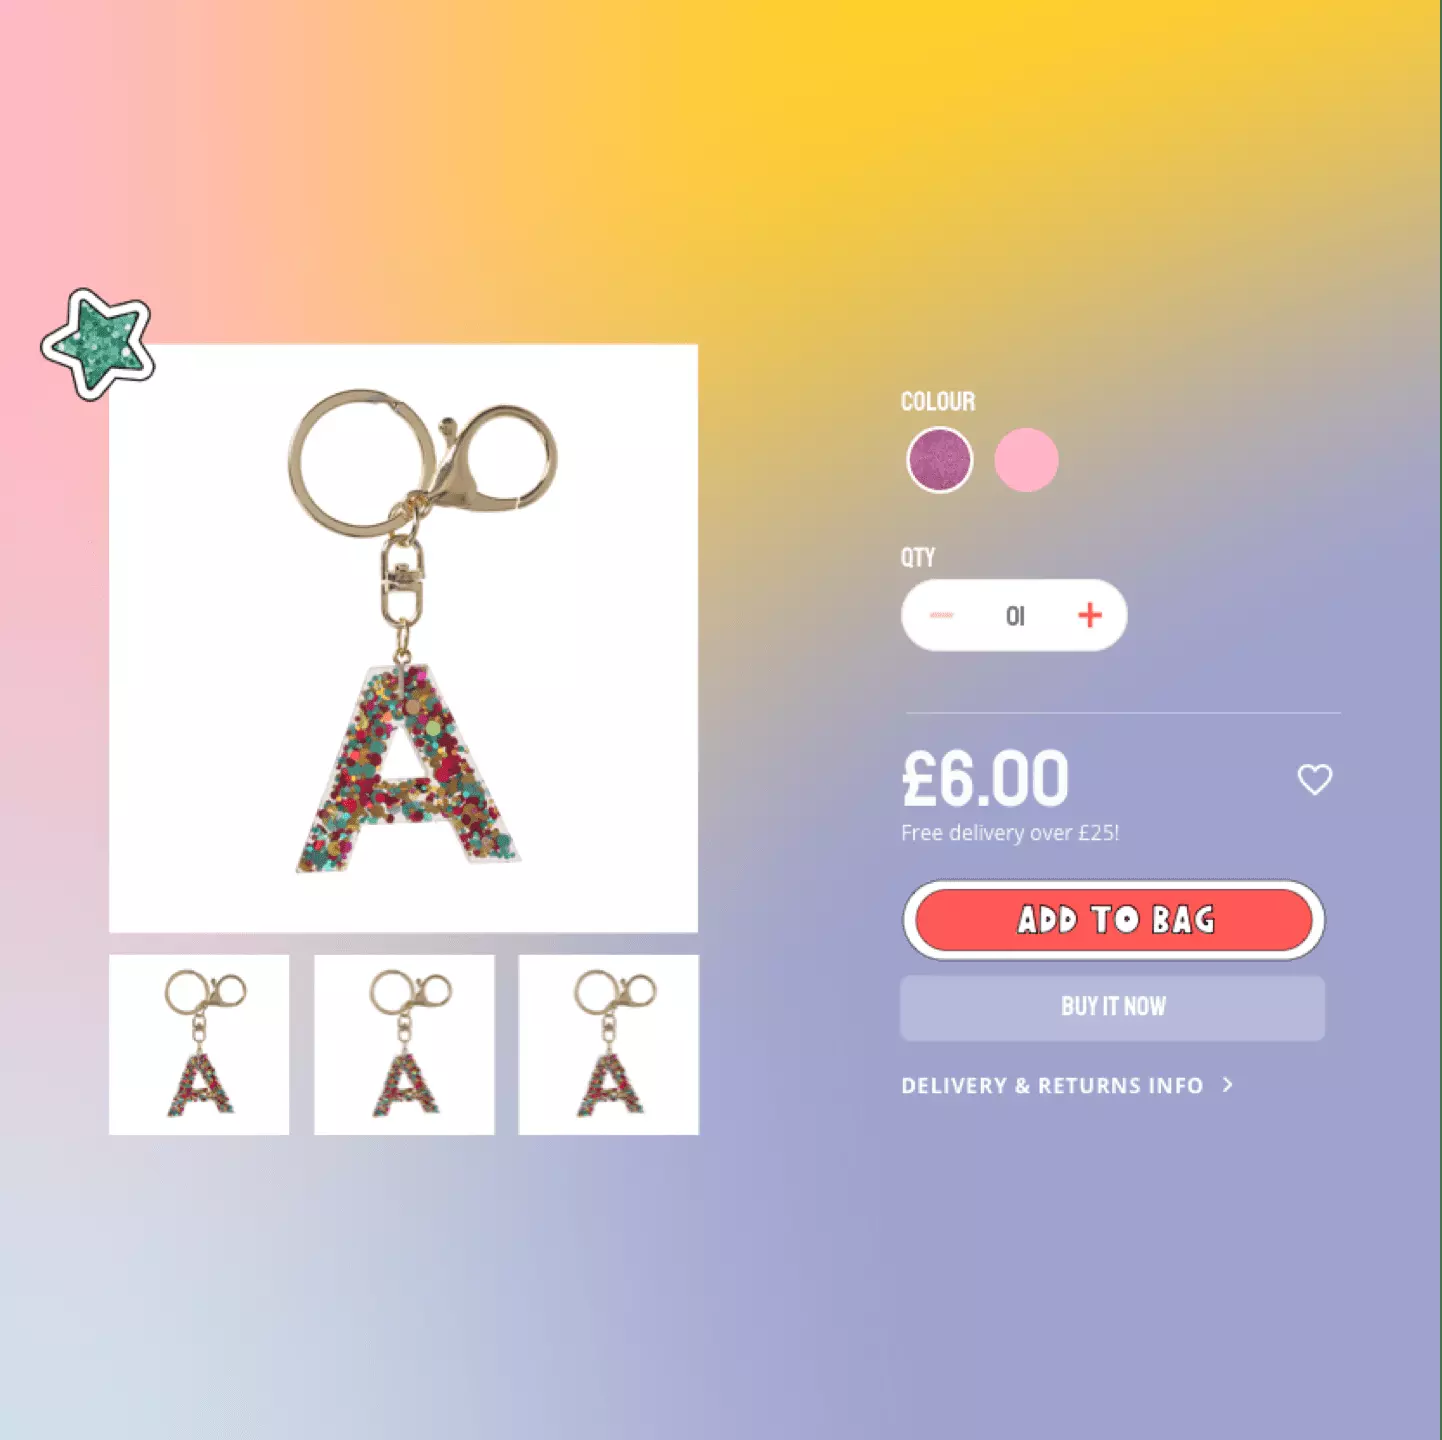 A
COLOUR
QTY
01
£6.00
Free delivery over £25!
ADD TO BAG
BUY IT NOW
DELIVERY & RETURNS INFO
A A A